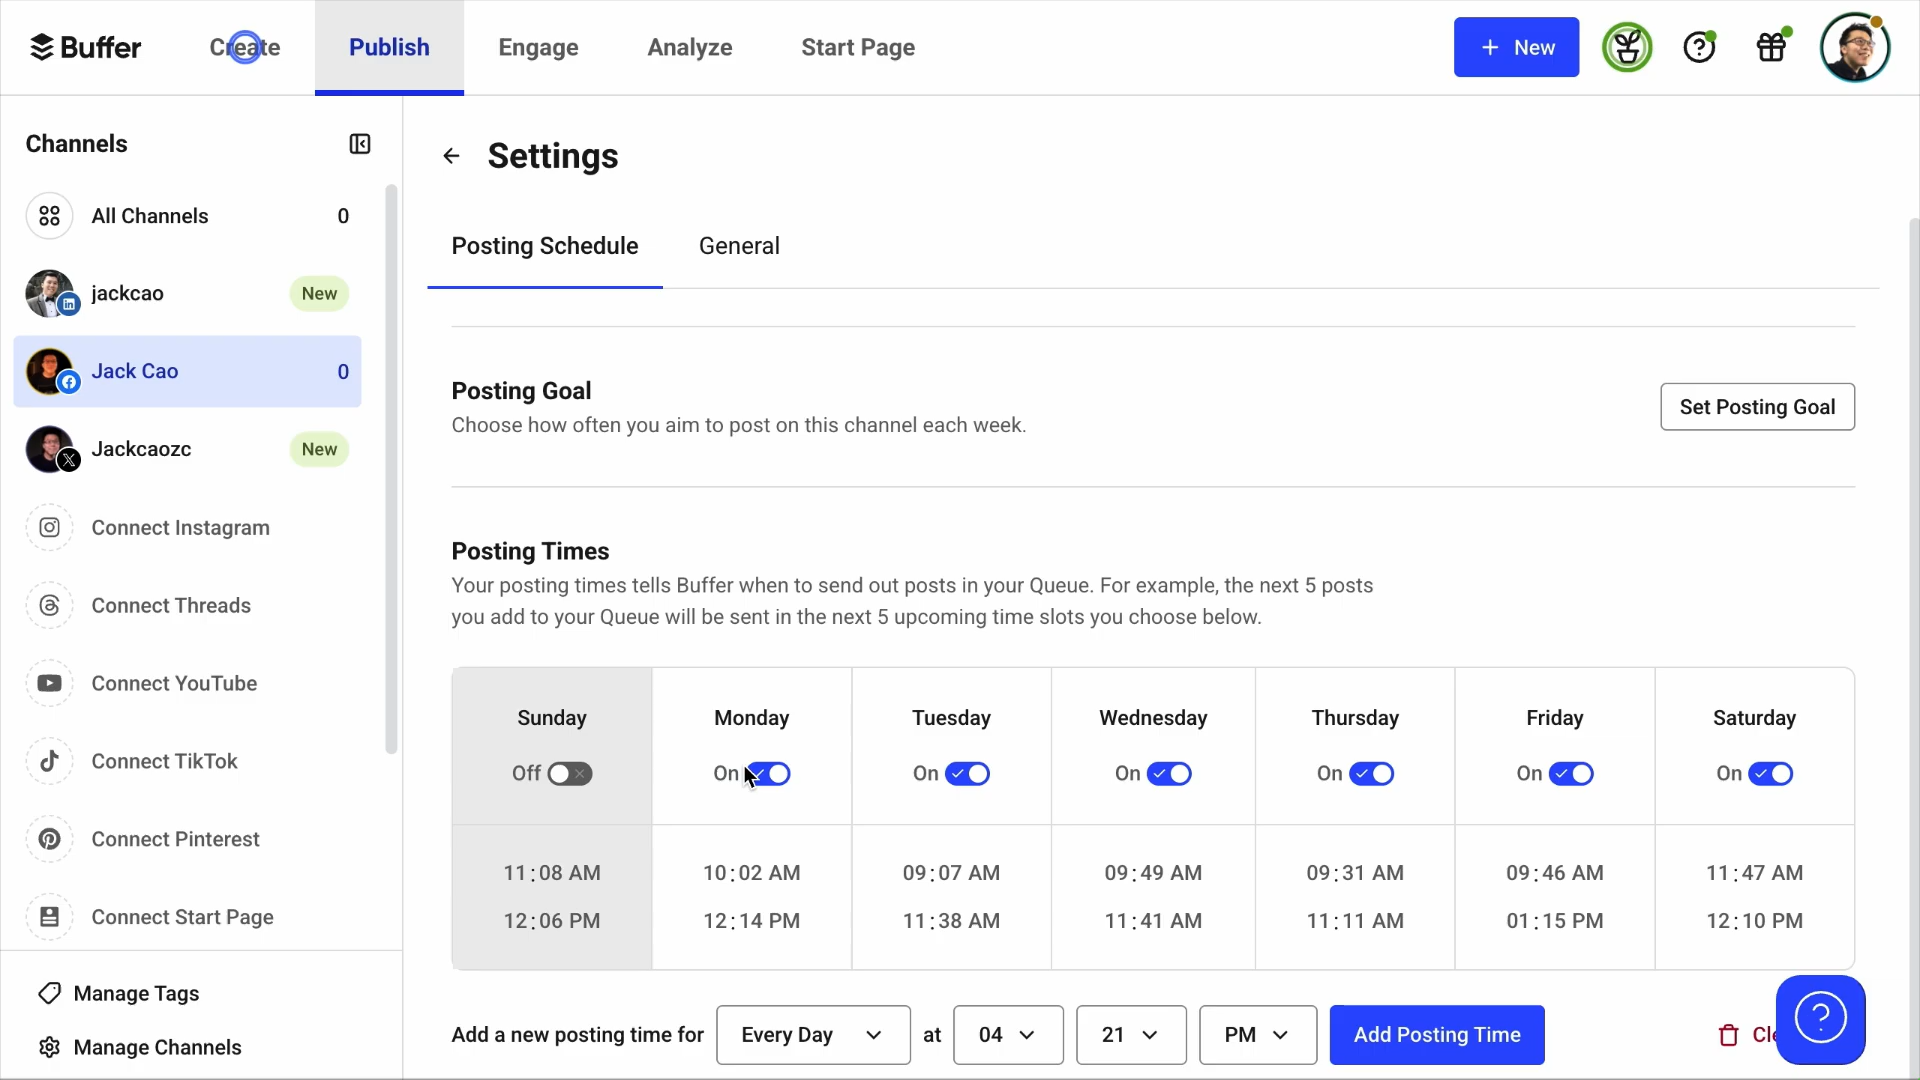 Buffer
Create
Publish
Engage
Analyze
Start Page
+ New
Channels
All Channels 0
jackcao New
Jack Cao 0
Jackcaozc New
Connect Instagram
Connect Threads
Connect YouTube
Connect TikTok
Connect Pinterest
Connect Start Page
Manage Tags
Manage Channels
Settings
Posting Schedule General
Posting Goal
Choose how often you aim to post on this channel each week.
Set Posting Goal
Posting Times
Your posting times tells Buffer when to send out posts in your Queue. For example, the next 5 posts
you add to your Queue will be sent in the next 5 upcoming time slots you choose below.
Sunday Monday Tuesday Wednesday Thursday Friday Saturday
Off On On On On On On
11:08 AM 10:02 AM 09:07 AM 09:49 AM 09:31 AM 09:46 AM 11:47 AM
12:06 PM 12:14 PM 11:38 AM 11:41 AM 11:11 AM 01:15 PM 12:10 PM
Add a new posting time for Every Day at 04 21 PM Add Posting Time